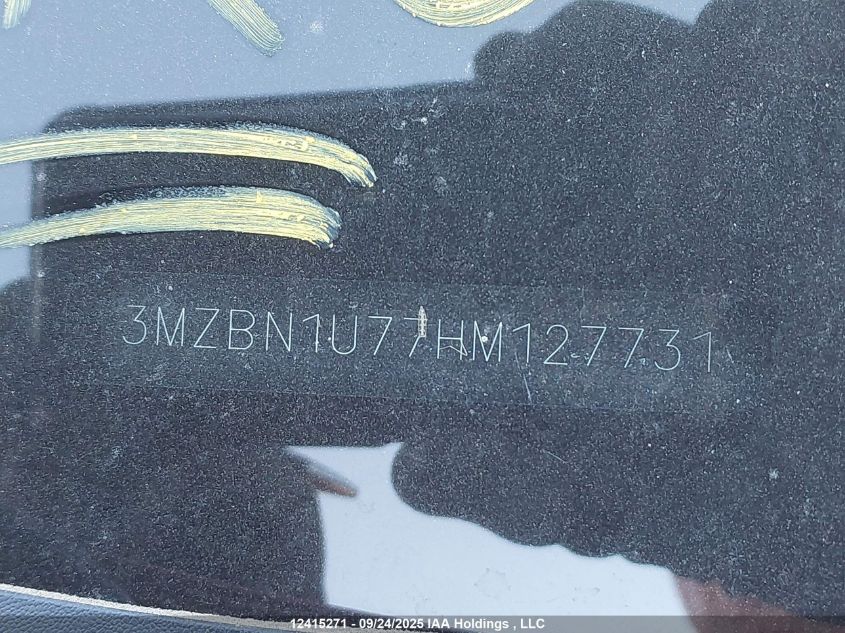 3MZBN1U77HM127731
12415271 - 09/24/2025 IAA Holdings , LLC